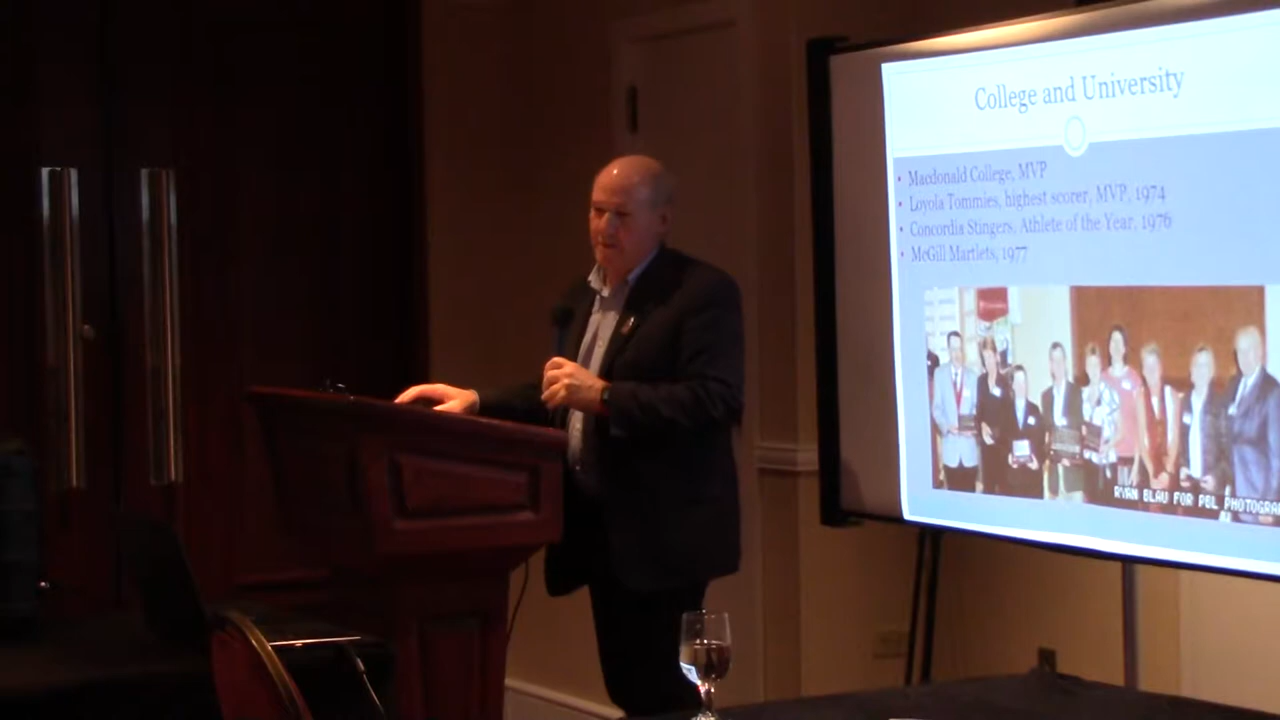 College and University
• Macdonald College, MVP
• Loyola Tommies, highest scorer, MVP, 1974
• Concordia Stingers, Athlete of the Year, 1976
• McGill Martlets, 1977
RYAN BLAU FOR PBL PHOTOGRA